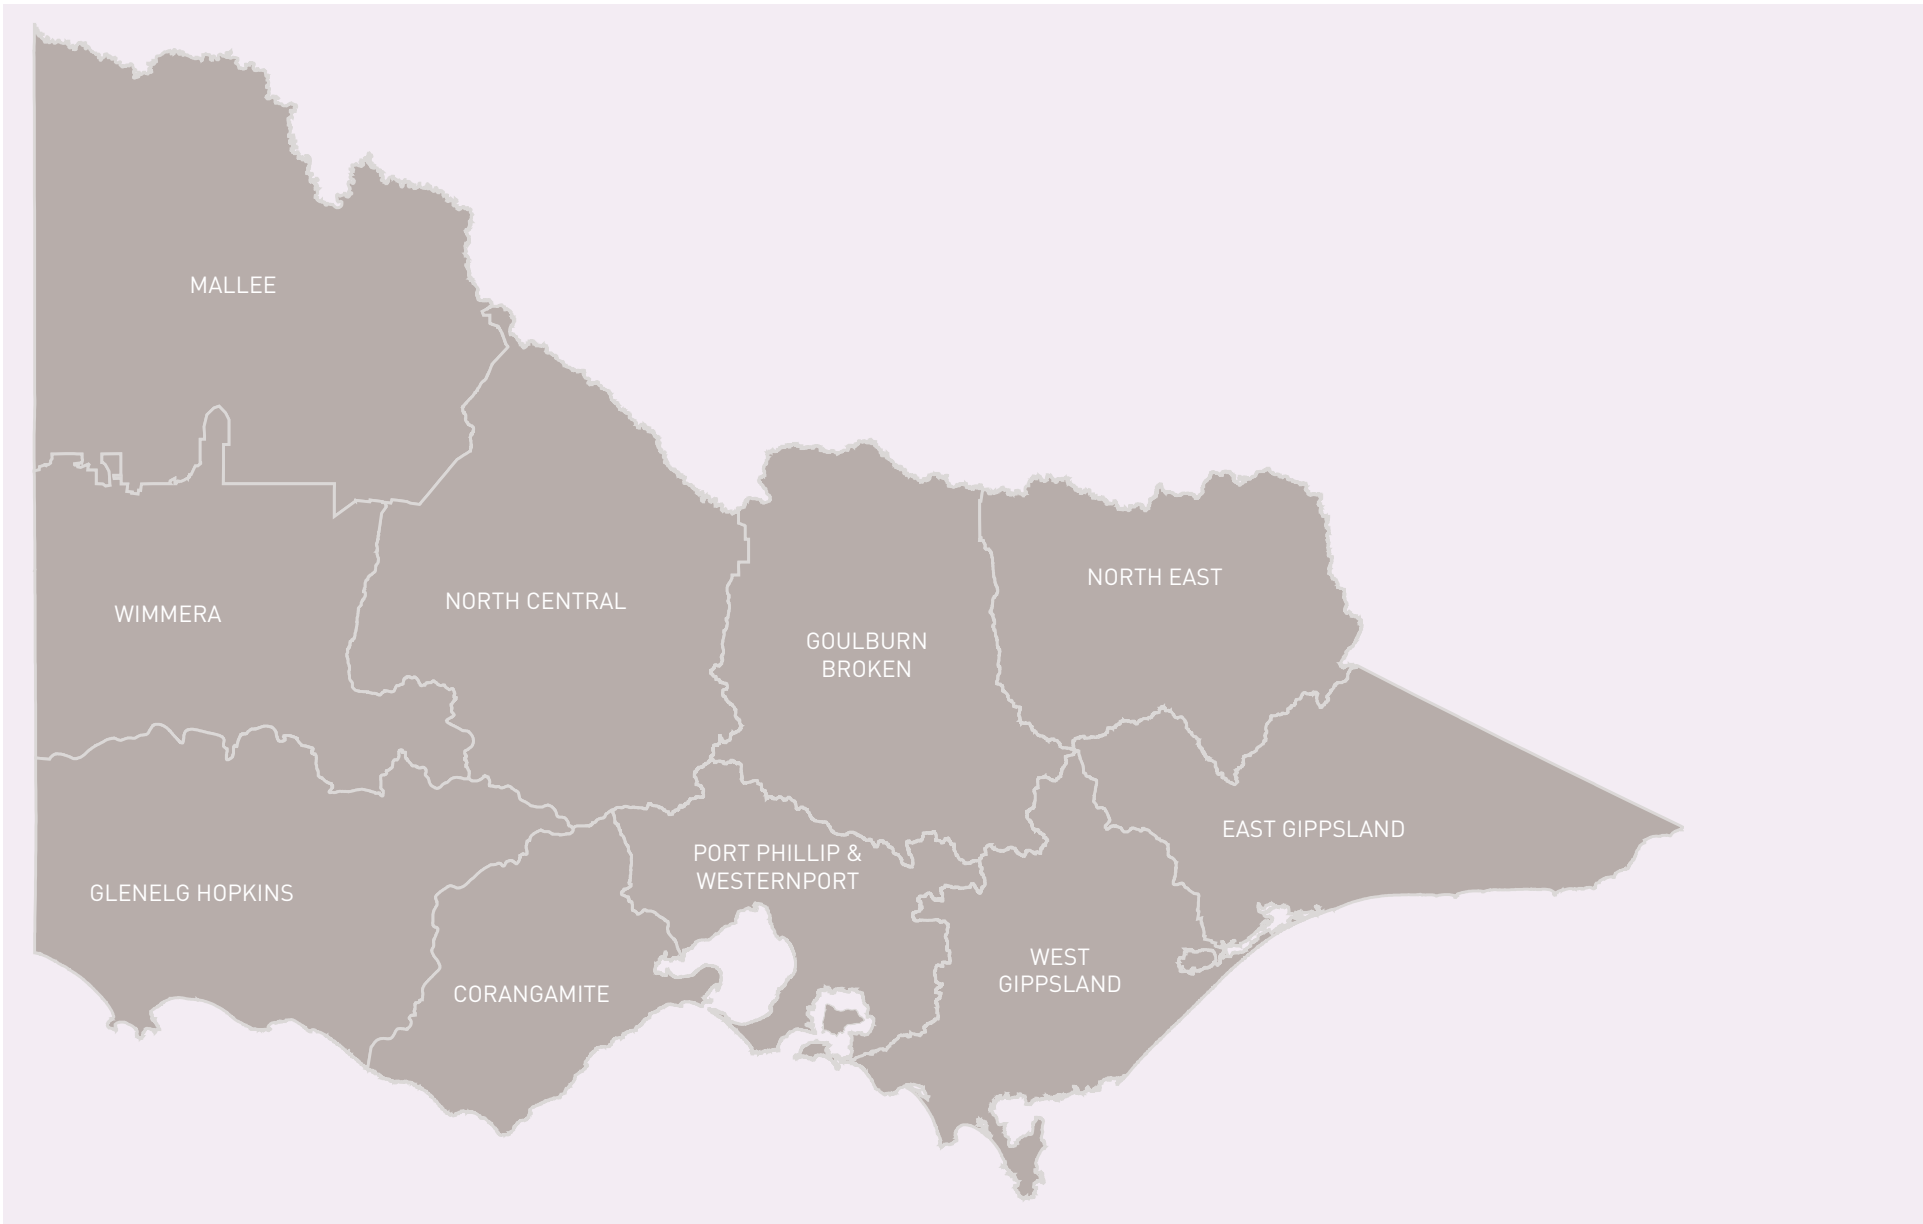 MALLEE
NORTH EAST
NORTH CENTRAL
WIMMERA
GOULBURN
BROKEN
EAST GIPPSLAND
PORT PHILLIP &
WESTERNPORT
GLENELG HOPKINS
WEST
GIPPSLAND
CORANGAMITE